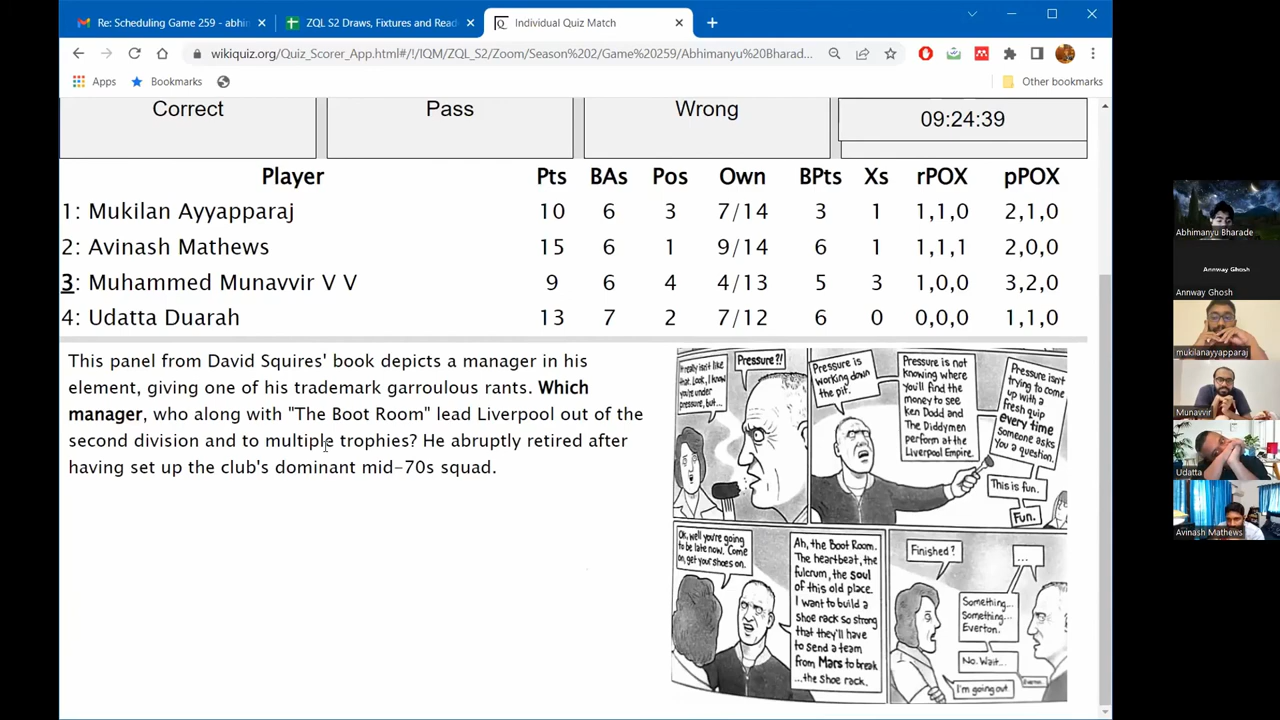 Re: Scheduling Game 259 - abhin
ZQL S2 Draws, Fixtures and Read
Individual Quiz Match
wikiquiz.org/Quiz_Scorer_App.html#/!/IQM/ZQL_S2/Zoom/Season%202/Game%20259/Abhimanyu%20Bharad...
Apps
Bookmarks
Other bookmarks
Correct
Pass
Wrong
09:24:39
Player Pts BAs Pos Own BPts Xs rPOX pPOX
1: Mukilan Ayyapparaj 10 6 3 7/14 3 1 1,1,0 2,1,0
2: Avinash Mathews 15 6 1 9/14 6 1 1,1,1 2,0,0
3: Muhammed Munavvir V V 9 6 4 4/13 5 3 1,0,0 3,2,0
4: Udatta Duarah 13 7 2 7/12 6 0 0,0,0 1,1,0
This panel from David Squires' book depicts a manager in his
element, giving one of his trademark garroulous rants. Which
manager, who along with "The Boot Room" lead Liverpool out of the
second division and to multiple trophies? He abruptly retired after
having set up the club's dominant mid-70s squad.
It really isn't like
that. Look, I know
you're under
pressure, but...
Pressure?!
Pressure is
working down
the pit.
Pressure is not
knowing where
you'll find the
money to see
Ken Dodd and
The Diddymen
perform at the
Liverpool Empire.
Pressure isn't
trying to come
up with a
fresh quip
every time
someone asks
you a question.
This is fun.
Fun.
OK, well you're going
to be late now. Come
on, get your shoes on.
Ah, the Boot Room.
The heartbeat, the
fulcrum, the soul
of this old place.
I want to build a
shoe rack so strong
that they'll have
to send a team
from Mars to break
...the shoe rack.
Finished?
...
Something...
Something...
Everton.
No. Wait...
I'm going out
Abhimanyu Bharade
Annway Ghosh
Annway Ghosh
mukilanayyapparaj
Munavvir
Udatta
Avinash Mathews